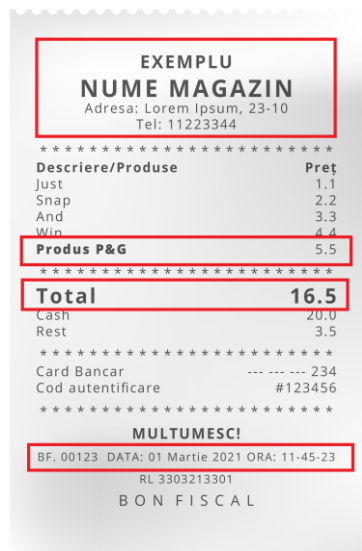 EXEMPLU
NUME MAGAZIN
Adresa: Lorem Ipsum, 23-10
Tel: 11223344
* * * * * * * * * * * * * * * * * * * * * * * *
Descriere/Produse Preț
Just 1.1
Snap 2.2
And 3.3
Win 4.4
Produs P&G 5.5
* * * * * * * * * * * * * * * * * * * * * * * *
Total 16.5
Cash 20.0
Rest 3.5
* * * * * * * * * * * * * * * * * * * * * * * *
Card Bancar --- --- --- 234
Cod autentificare #123456
* * * * * * * * * * * * * * * * * * * * * * * *
MULTUMESC!
BF. 00123 DATA: 01 Martie 2021 ORA: 11-45-23
RL 3303213301
BON FISCAL